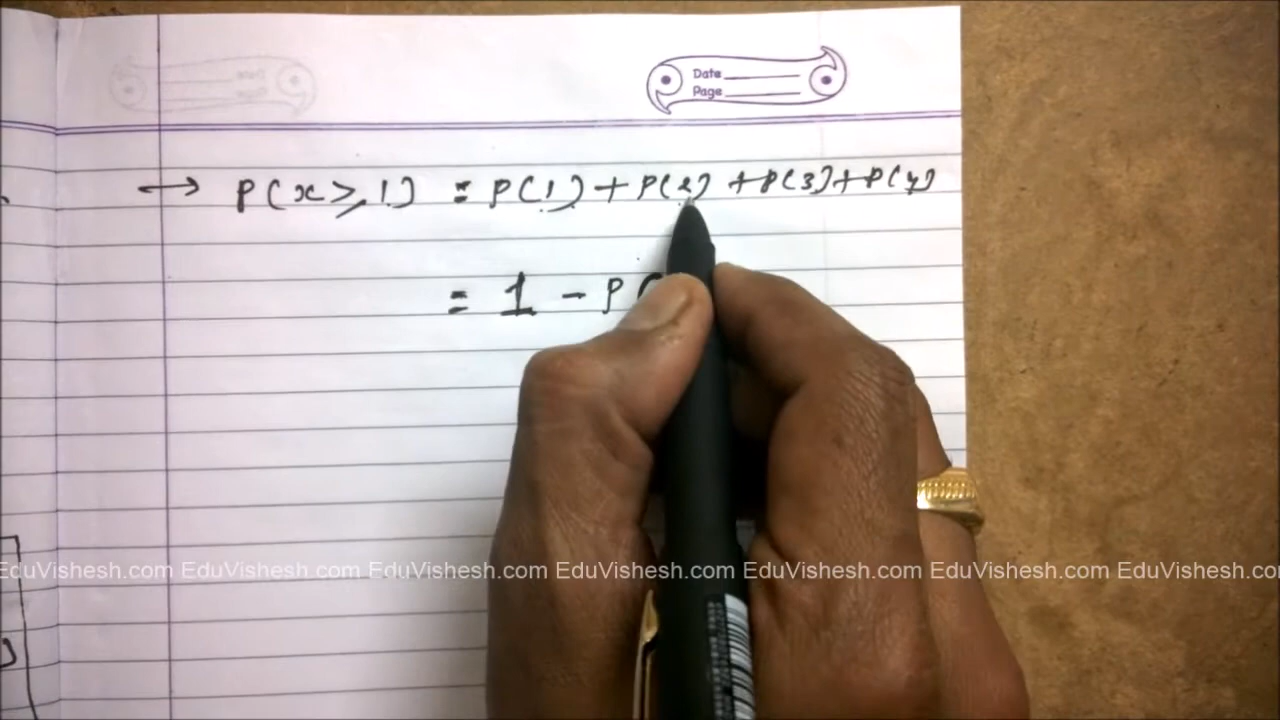 Date
Page
→ P(x ≥ 1) = P(1) + P(2) + P(3) + P(4)
= 1 - P(
EduVishesh.com EduVishesh.com EduVishesh.com EduVishesh.com EduVishesh.com EduVishesh.com EduVishesh.co